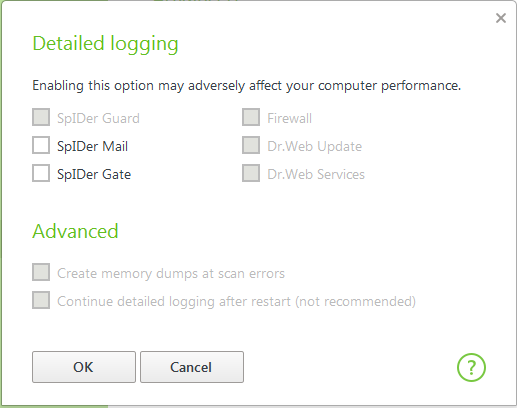 Detailed logging
Enabling this option may adversely affect your computer performance.
SpIDer Guard
Firewall
SpIDer Mail
Dr.Web Update
SpIDer Gate
Dr.Web Services
Advanced
Create memory dumps at scan errors
Continue detailed logging after restart (not recommended)
OK
Cancel
?